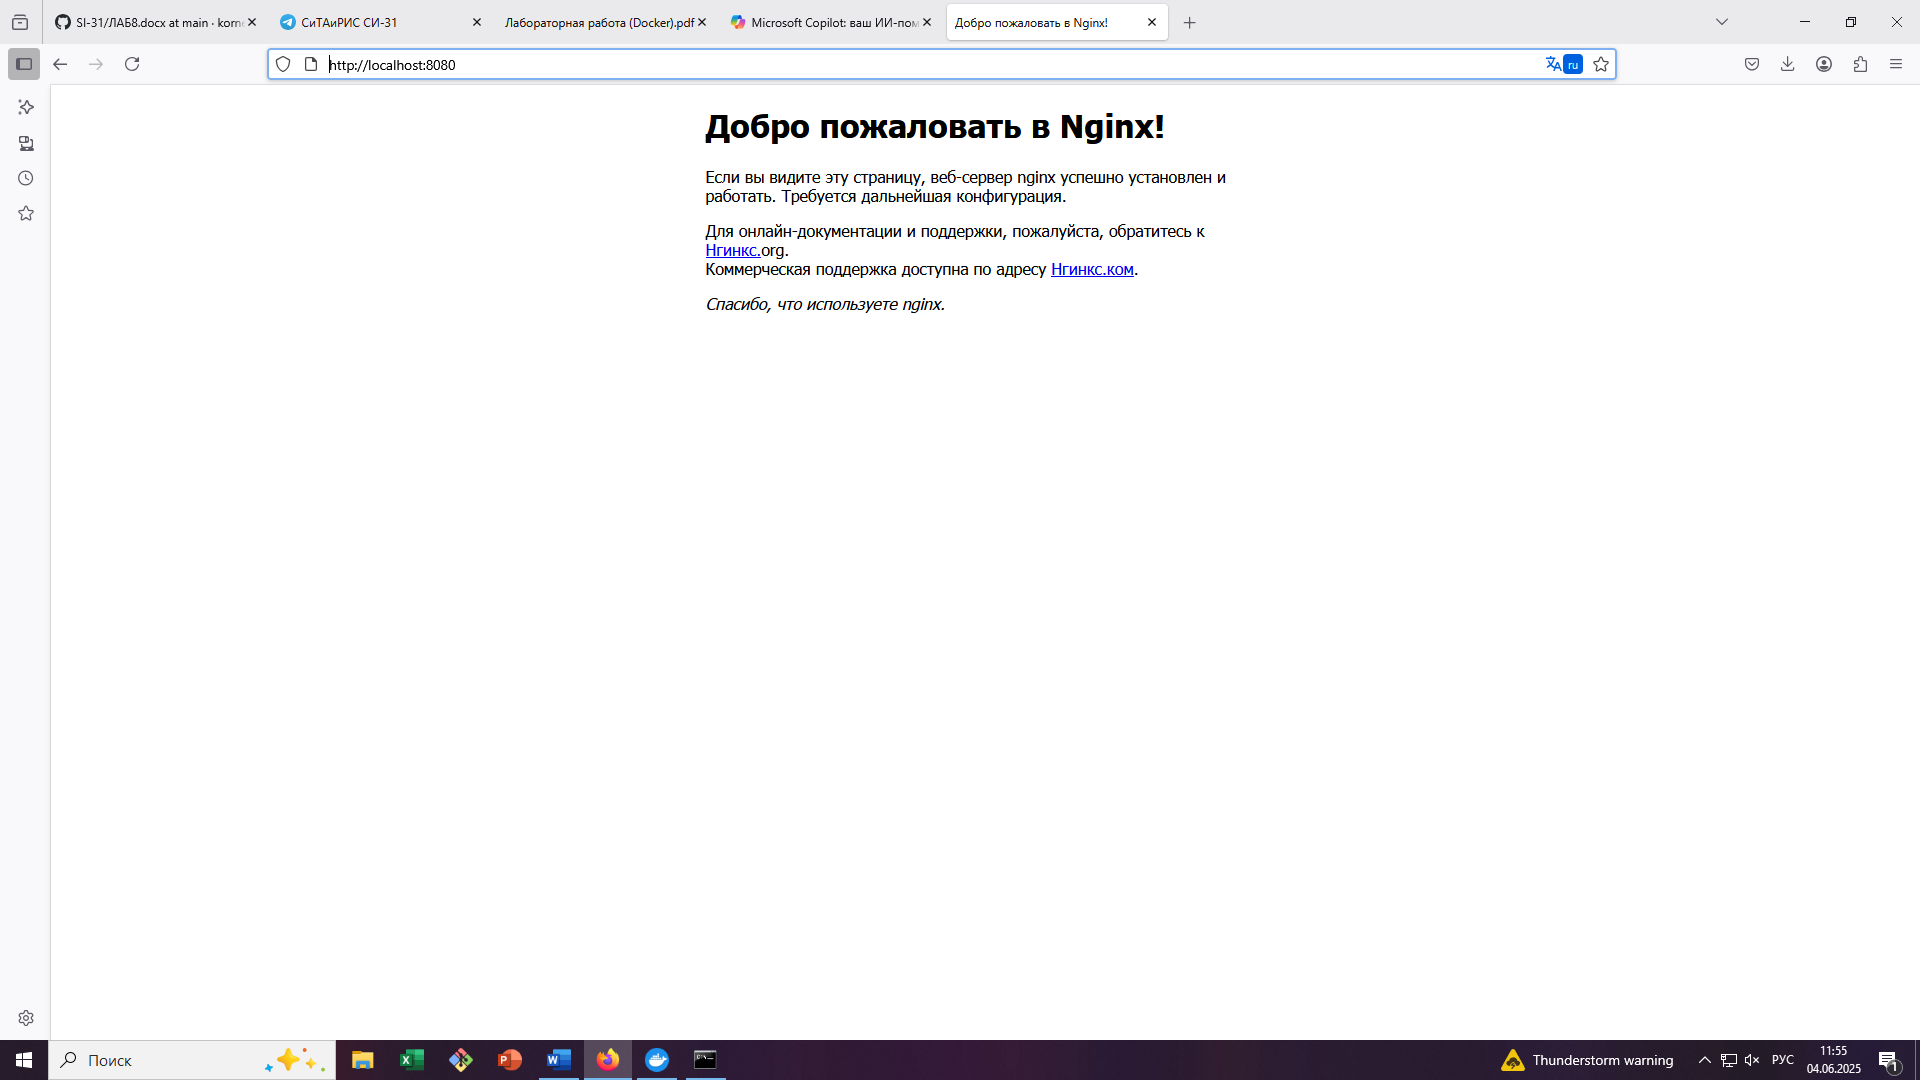 SI-31/ЛАБ8.docx at main · korn
СиТАиРИС СИ-31
Лабораторная работа (Docker).pdf
Microsoft Copilot: ваш ИИ-пом
Добро пожаловать в Nginx!
http://localhost:8080
ru
Добро пожаловать в Nginx!
Если вы видите эту страницу, веб-сервер nginx успешно установлен и
работать. Требуется дальнейшая конфигурация.
Для онлайн-документации и поддержки, пожалуйста, обратитесь к
Нгинкс.org.
Коммерческая поддержка доступна по адресу Нгинкс.ком.
Спасибо, что используете nginx.
Поиск
Thunderstorm warning
РУС
11:55
04.06.2025
1